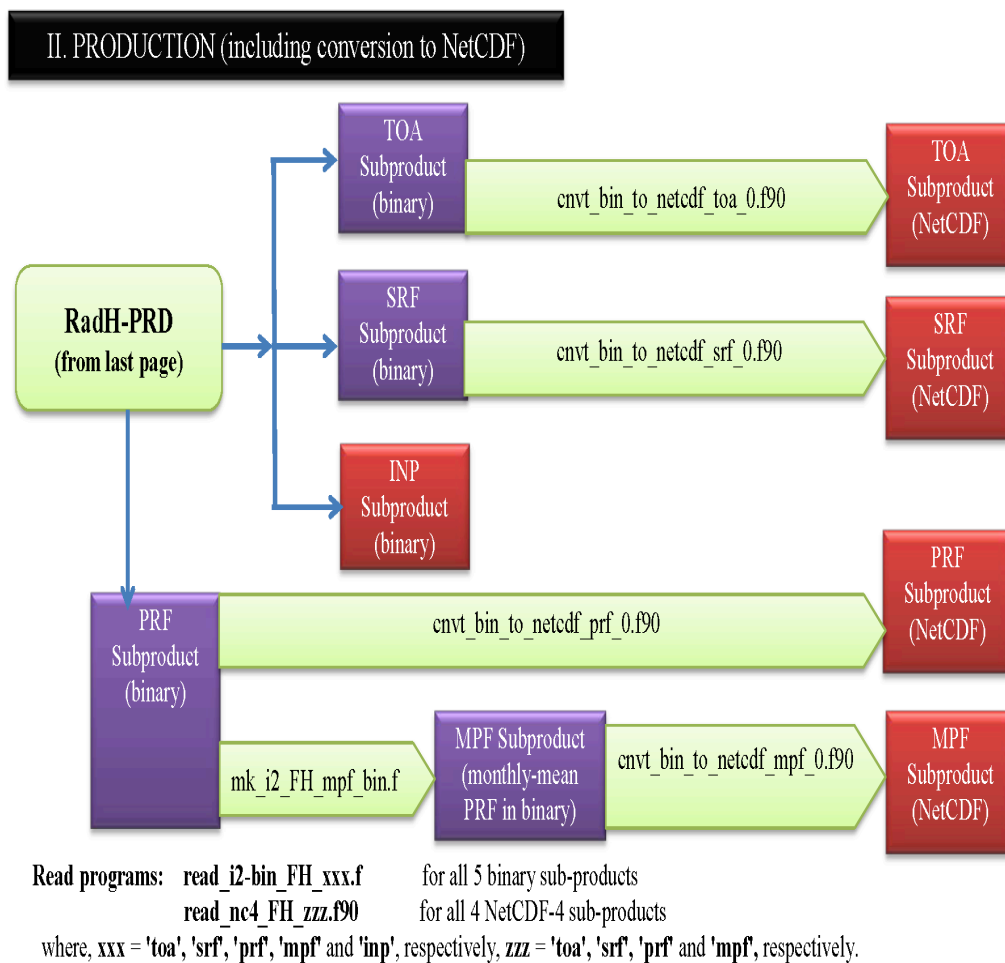 II. PRODUCTION (including conversion to NetCDF)
TOA
Subproduct
(binary)
cnvt_bin_to_netcdf_toa_0.f90
TOA
Subproduct
(NetCDF)
RadH-PRD
(from last page)
SRF
Subproduct
(binary)
cnvt_bin_to_netcdf_srf_0.f90
SRF
Subproduct
(NetCDF)
INP
Subproduct
(binary)
PRF
Subproduct
(binary)
cnvt_bin_to_netcdf_prf_0.f90
PRF
Subproduct
(NetCDF)
mk_i2_FH_mpf_bin.f
MPF Subproduct
(monthly-mean
PRF in binary)
cnvt_bin_to_netcdf_mpf_0.f90
MPF
Subproduct
(NetCDF)
Read programs: read_i2-bin_FH_xxx.f for all 5 binary sub-products
read_nc4_FH_zzz.f90 for all 4 NetCDF-4 sub-products
where, xxx = 'toa', 'srf', 'prf', 'mpf' and 'inp', respectively, zzz = 'toa', 'srf', 'prf' and 'mpf', respectively.